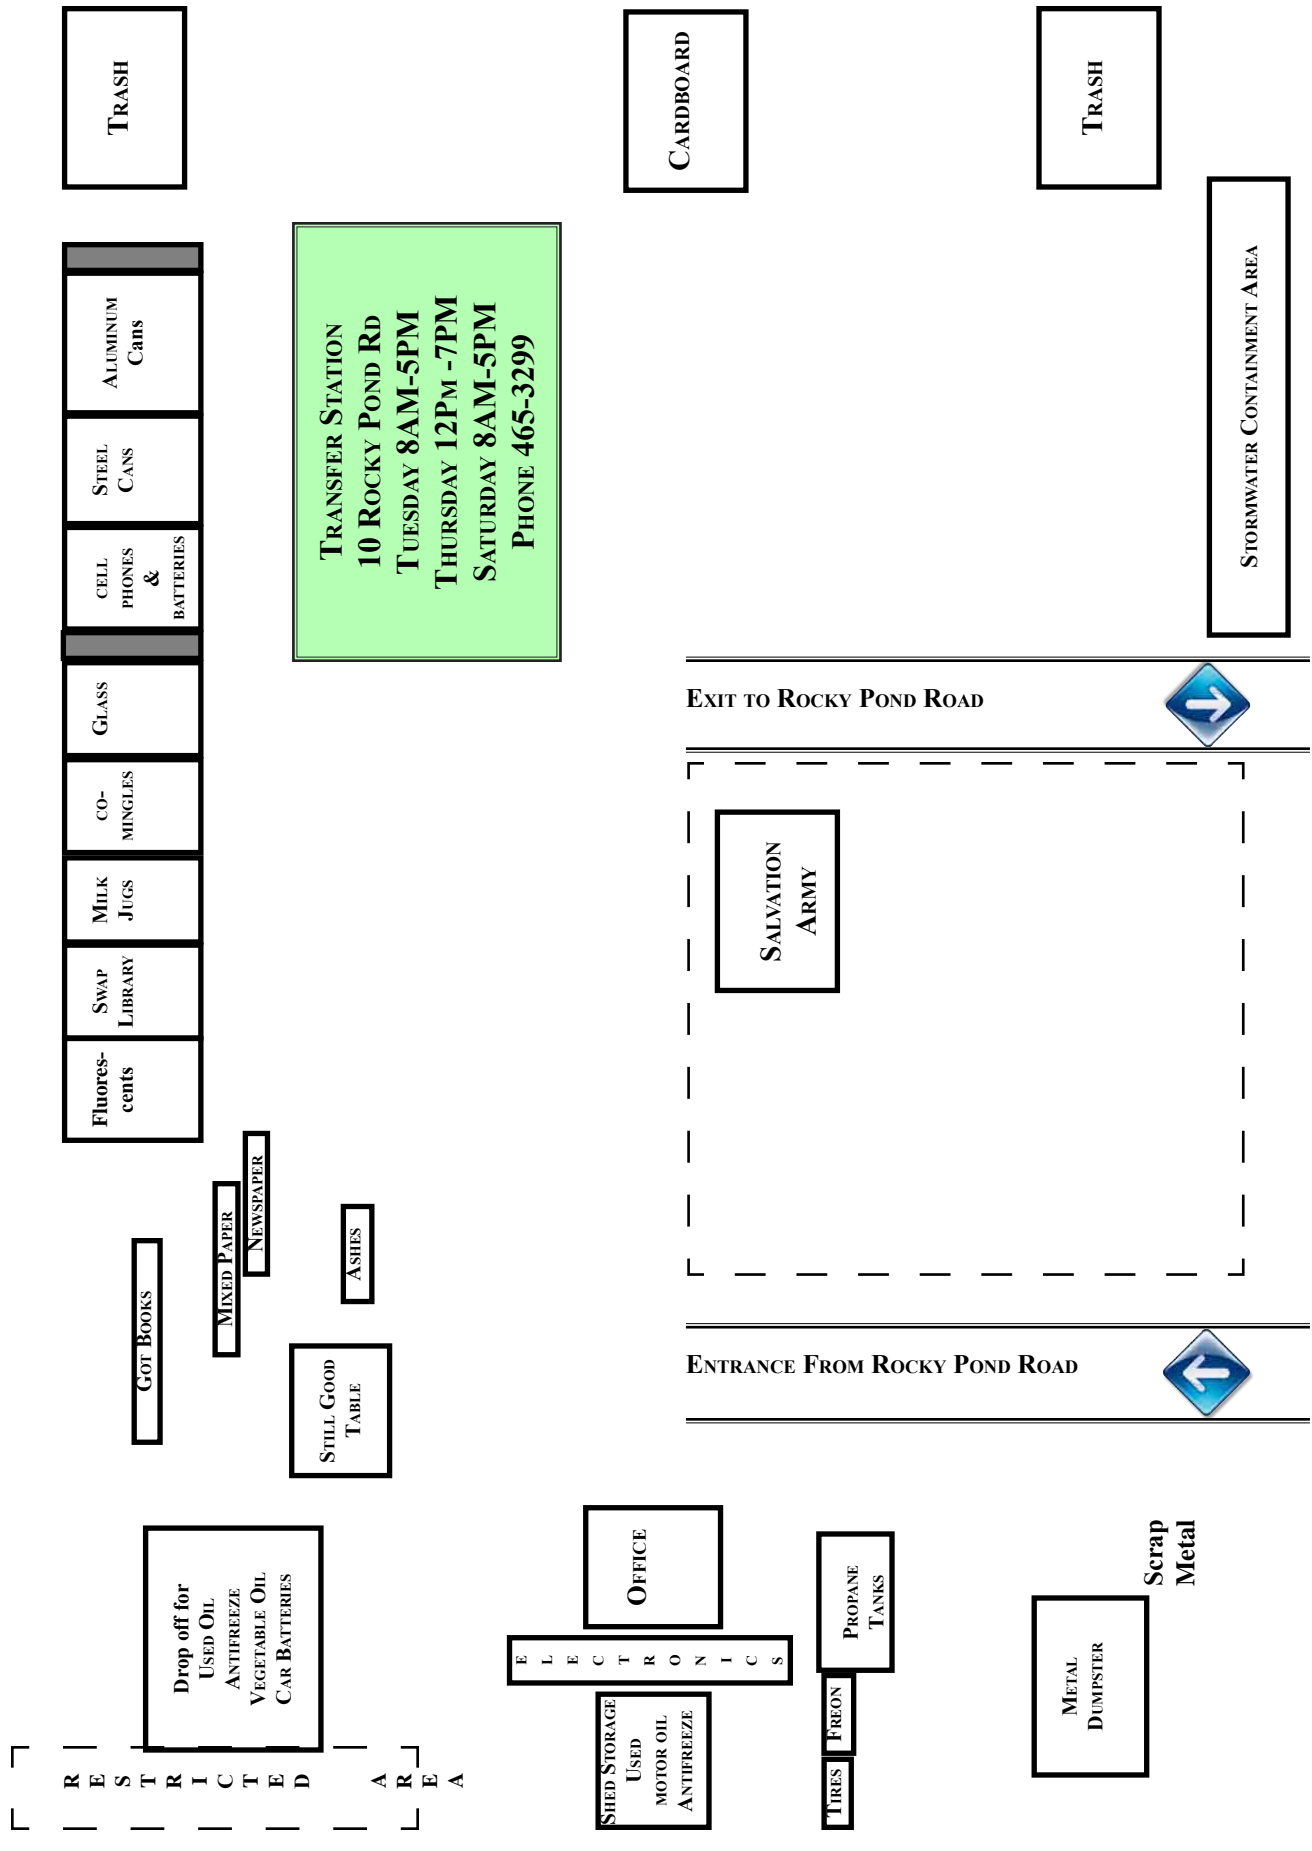 TRASH
CARDBOARD
TRASH
ALUMINUM
Cans
STEEL
CANS
CELL
PHONES
&
BATTERIES
GLASS
CO-
MINGLES
MILK
JUGS
SWAP
LIBRARY
Fluores-
cents
TRANSFER STATION
10 ROCKY POND RD
TUESDAY 8AM-5PM
THURSDAY 12PM -7PM
SATURDAY 8AM-5PM
PHONE 465-3299
STORMWATER CONTAINMENT AREA
EXIT TO ROCKY POND ROAD
SALVATION
ARMY
ENTRANCE FROM ROCKY POND ROAD
GOT BOOKS
MIXED PAPER
NEWSPAPER
ASHES
STILL GOOD
TABLE
Drop off for
USED OIL
ANTIFREEZE
VEGETABLE OIL
CAR BATTERIES
RESTRICTED AREA
OFFICE
ELECTRONICS
SHED STORAGE
USED
MOTOR OIL
ANTIFREEZE
PROPANE
TANKS
FREON
TIRES
Scrap
Metal
METAL
DUMPSTER